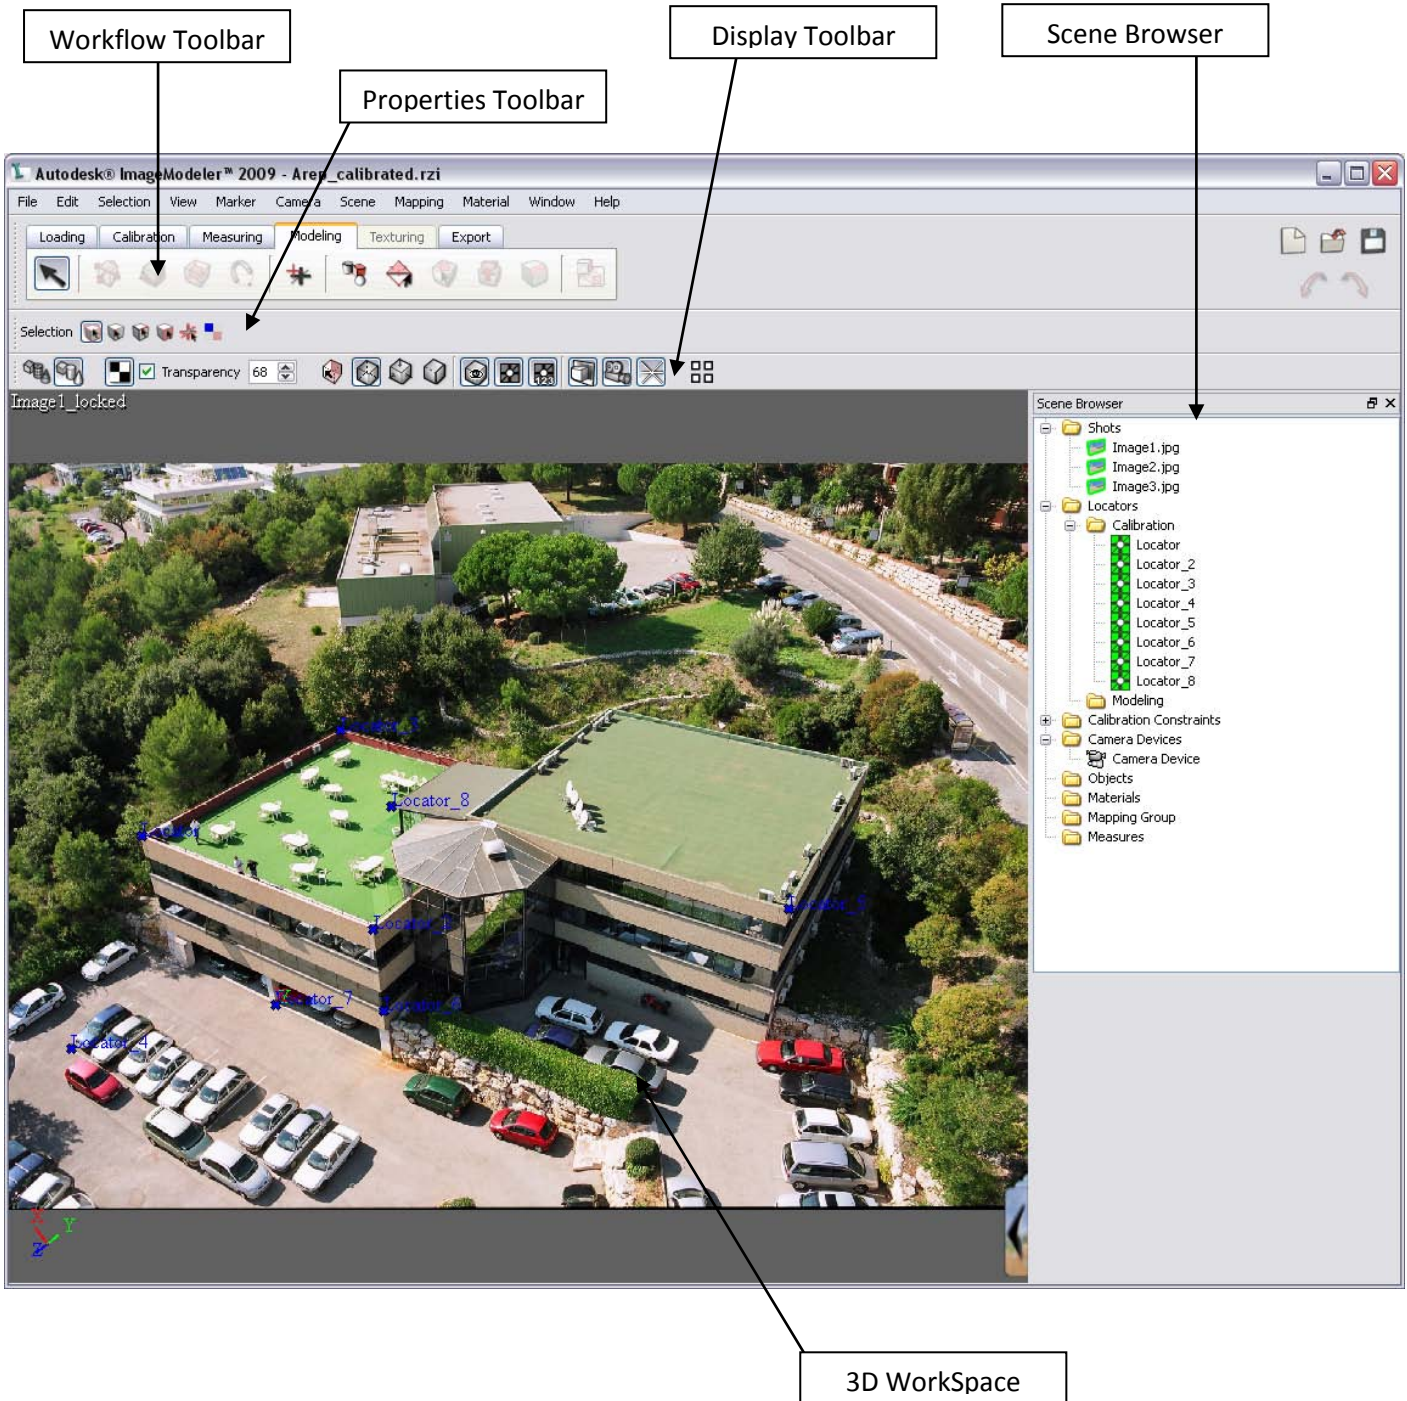 Workflow Toolbar
Display Toolbar
Scene Browser
Properties Toolbar
Autodesk® ImageModeler™ 2009 - Arep_calibrated.rzi
File Edit Selection View Marker Camera Scene Mapping Material Window Help
Loading Calibration Measuring Modeling Texturing Export
Selection
Transparency 68
123
Image1_locked
Scene Browser
Shots
Image1.jpg
Image2.jpg
Image3.jpg
Locators
Calibration
Locator
Locator_2
Locator_3
Locator_4
Locator_5
Locator_6
Locator_7
Locator_8
Modeling
Calibration Constraints
Camera Devices
Camera Device
Objects
Materials
Mapping Group
Measures
Locator_8
Locator
Locator_7
Locator_4
X
Y
Z
3D WorkSpace